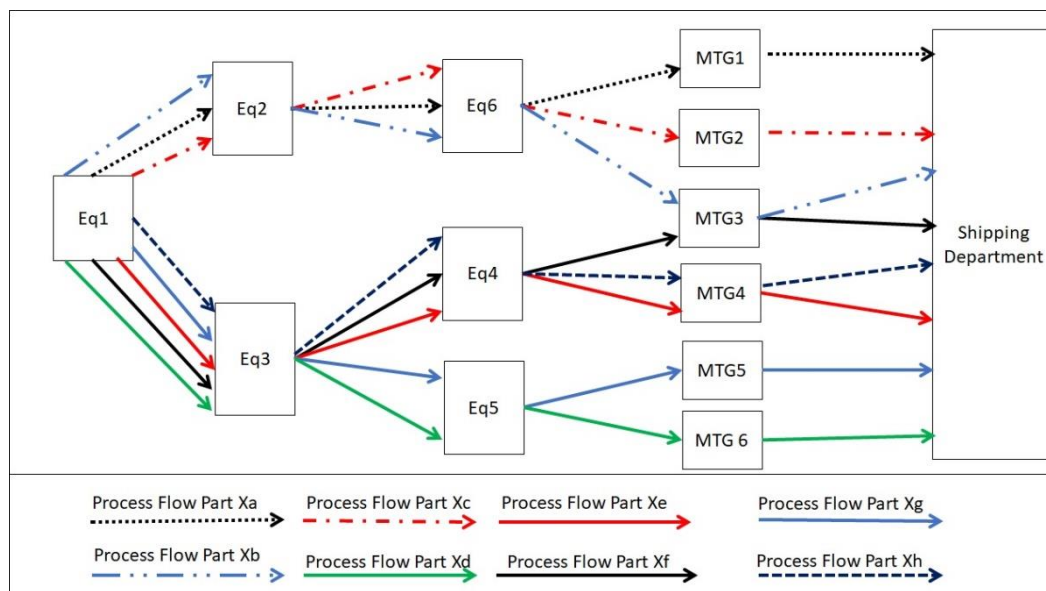 MTG1
Eq2
Eq6
MTG2
Eq1
MTG3
Shipping
Department
Eq4
MTG4
Eq3
MTG5
Eq5
MTG 6
Process Flow Part Xa
Process Flow Part Xc
Process Flow Part Xe
Process Flow Part Xg
Process Flow Part Xb
Process Flow Part Xd
Process Flow Part Xf
Process Flow Part Xh